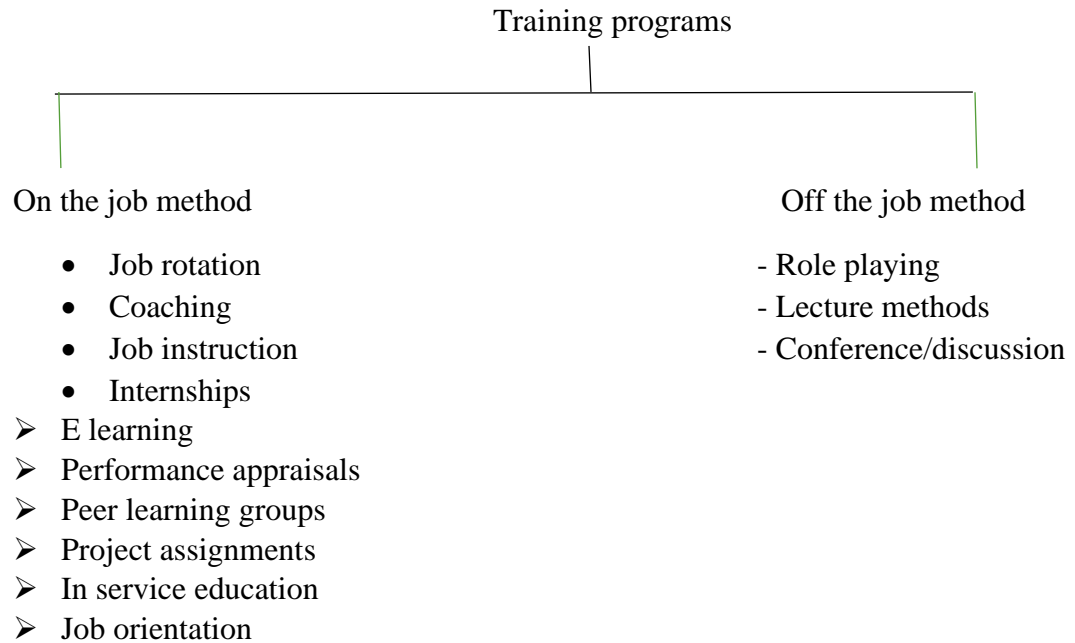 Training programs
On the job method Off the job method
• Job rotation - Role playing
• Coaching - Lecture methods
• Job instruction - Conference/discussion
• Internships
➢ E learning
➢ Performance appraisals
➢ Peer learning groups
➢ Project assignments
➢ In service education
➢ Job orientation